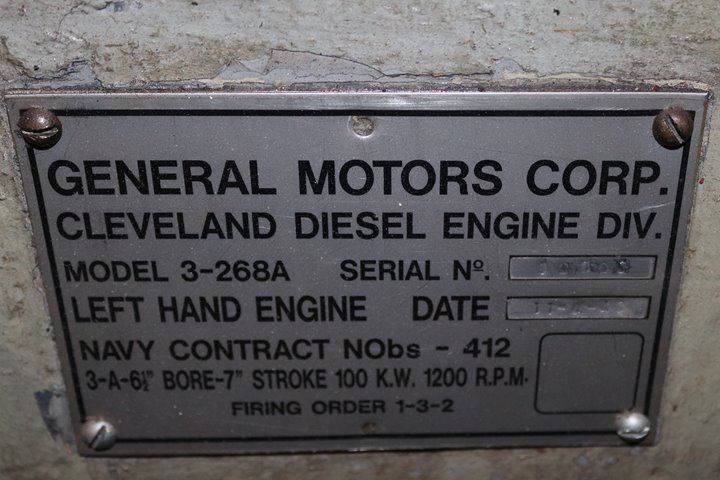 GENERAL MOTORS CORP.
CLEVELAND DIESEL ENGINE DIV.
MODEL 3-268A SERIAL Nº.
LEFT HAND ENGINE DATE
NAVY CONTRACT NObs - 412
3-A-6½" BORE-7" STROKE 100 K.W. 1200 R.P.M.
FIRING ORDER 1-3-2